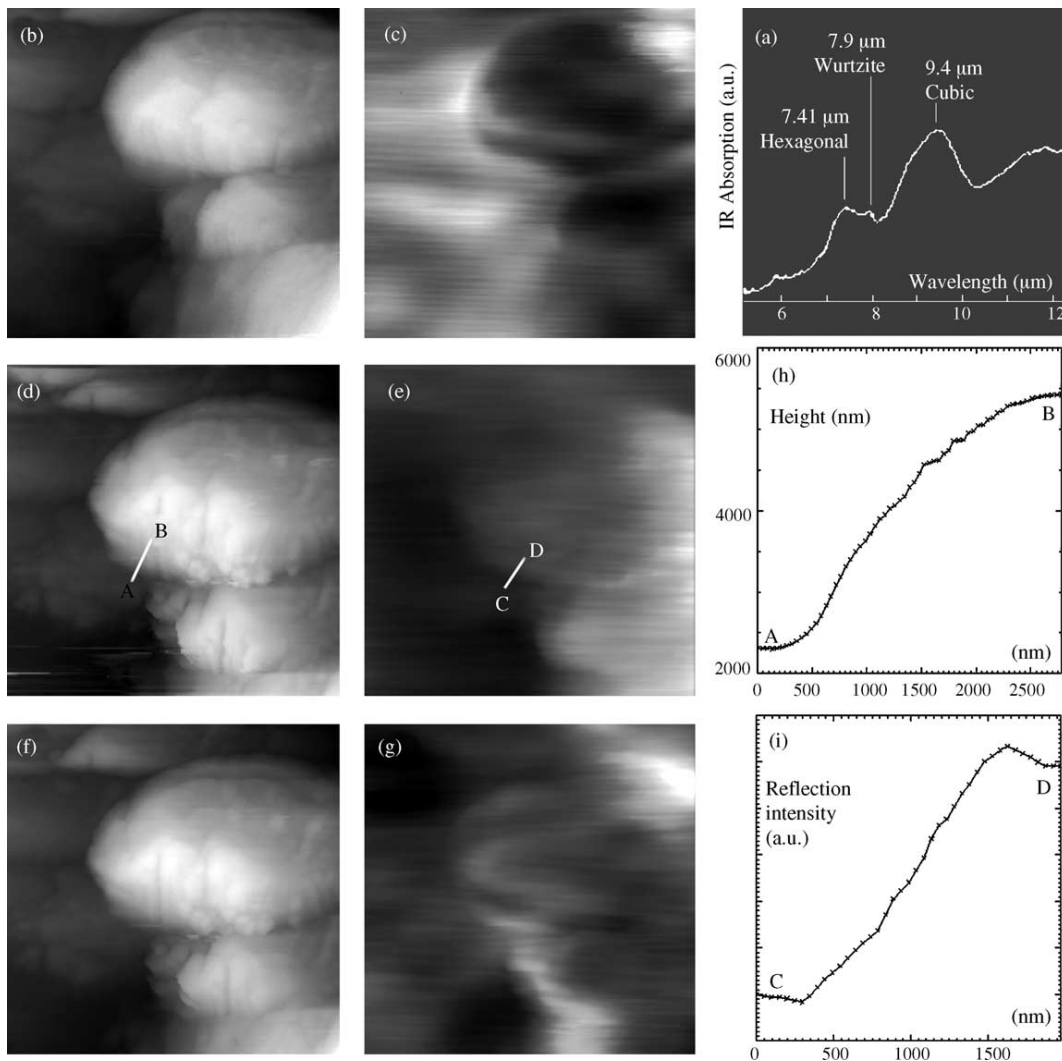 (b)
(c)
(a)
7.9 µm
Wurtzite
9.4 µm
Cubic
7.41 µm
Hexagonal
IR Absorption (a.u.)
Wavelength (µm)
6 8 10 12
(d)
B
A
(e)
D
C
6000
(h)
Height (nm)
B
4000
A
(nm)
2000
0 500 1000 1500 2000 2500
(f)
(g)
(i)
Reflection
intensity
(a.u.)
D
C
(nm)
0 500 1000 1500